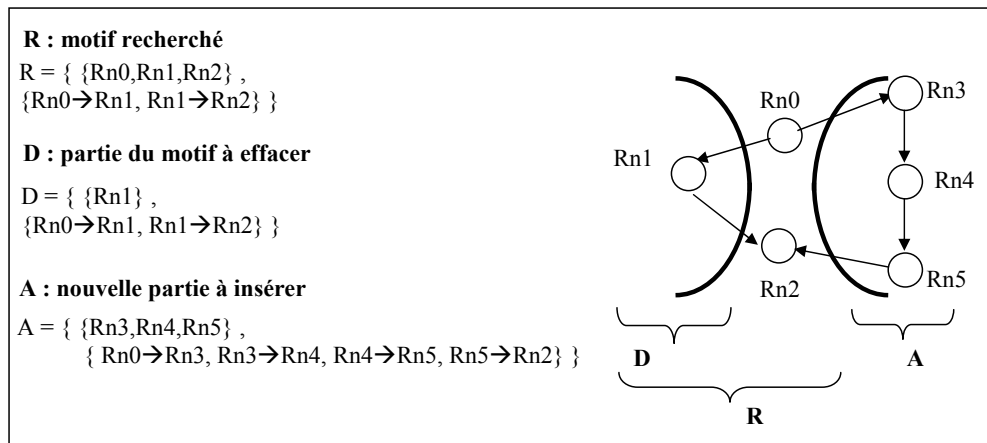 R : motif recherché
R = { {Rn0,Rn1,Rn2} ,
{Rn0→Rn1, Rn1→Rn2} }
D : partie du motif à effacer
D = { {Rn1} ,
{Rn0→Rn1, Rn1→Rn2} }
A : nouvelle partie à insérer
A = { {Rn3,Rn4,Rn5} ,
{ Rn0→Rn3, Rn3→Rn4, Rn4→Rn5, Rn5→Rn2} }
Rn0
Rn3
Rn1
Rn4
Rn2
Rn5
D
A
R